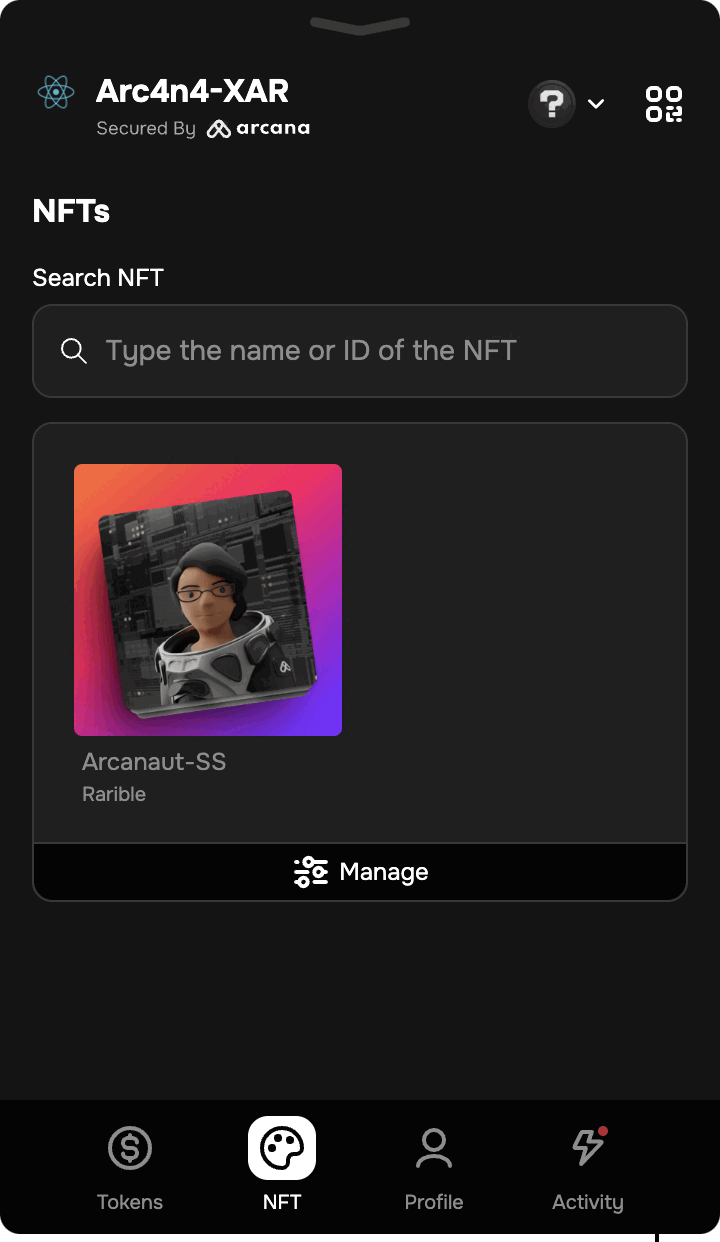 Arc4n4-XAR
Secured By arcana
?
NFTs
Search NFT
Type the name or ID of the NFT
Arcanaut-SS
Rarible
Manage
$
Tokens
NFT
Profile
Activity